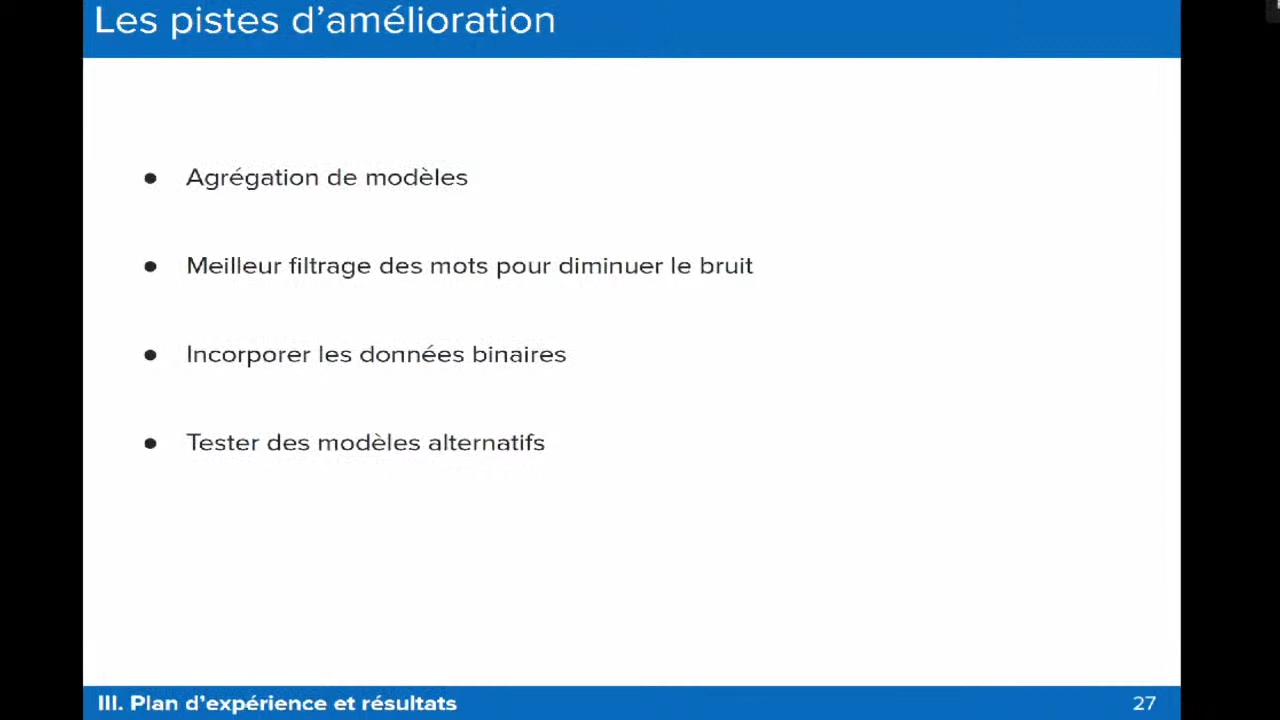 Les pistes d’amélioration
● Agrégation de modèles
● Meilleur filtrage des mots pour diminuer le bruit
● Incorporer les données binaires
● Tester des modèles alternatifs
III. Plan d’expérience et résultats 27